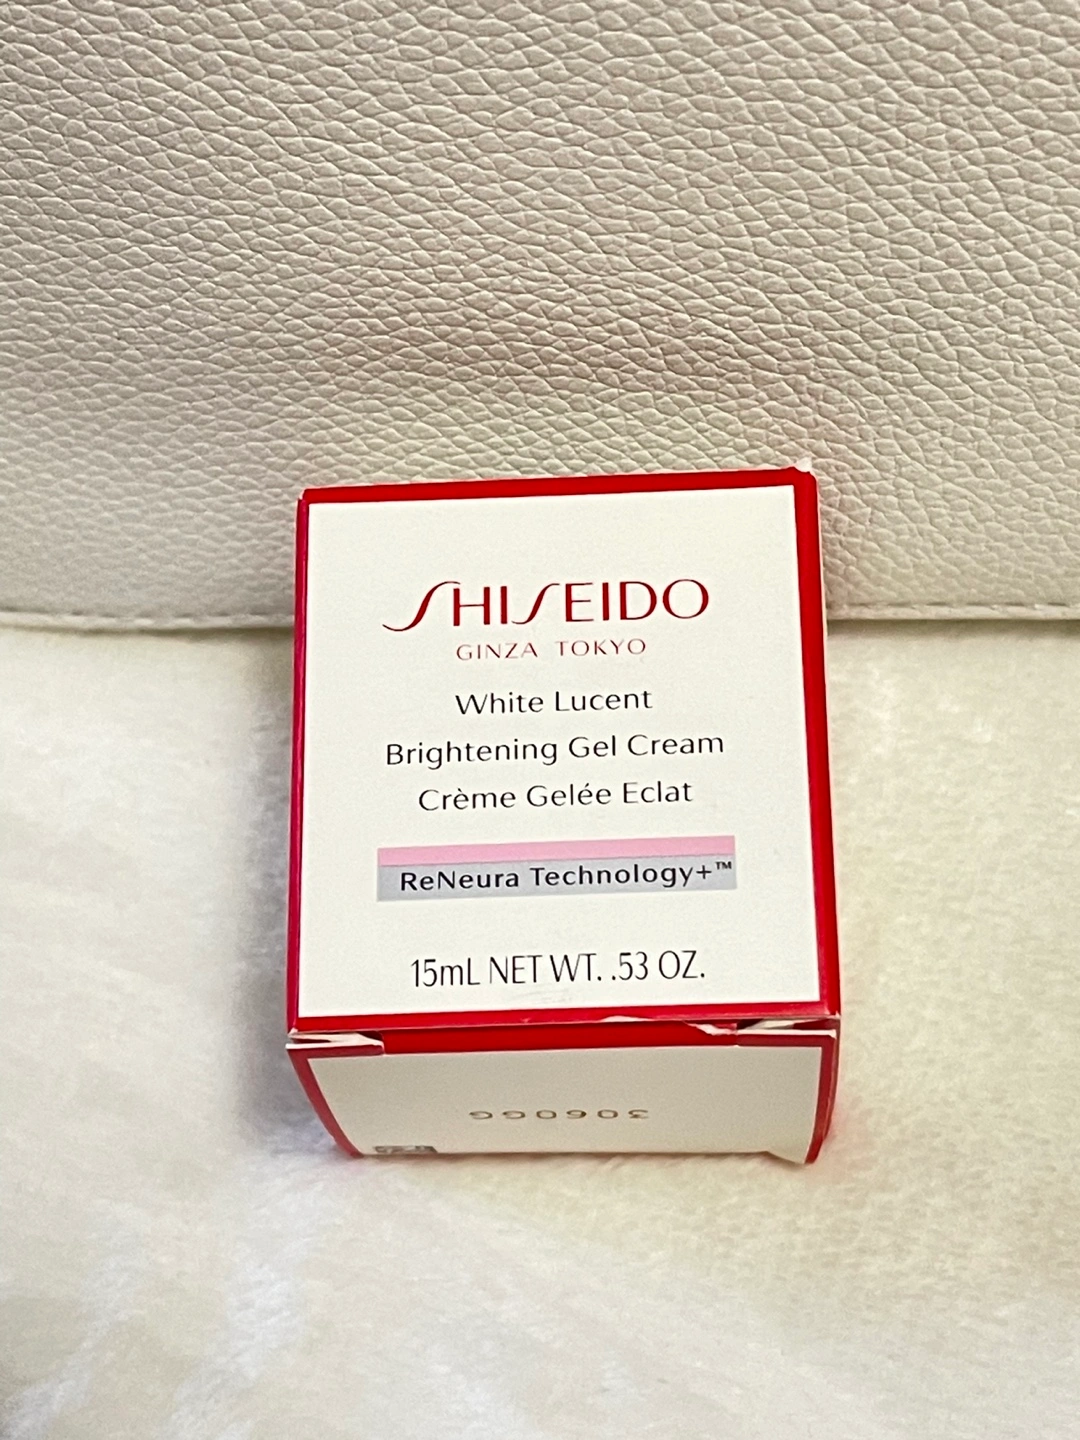 SHISEIDO
GINZA TOKYO
White Lucent
Brightening Gel Cream
Crème Gelée Eclat
ReNeura Technology+™
15mL NET WT. .53 OZ.